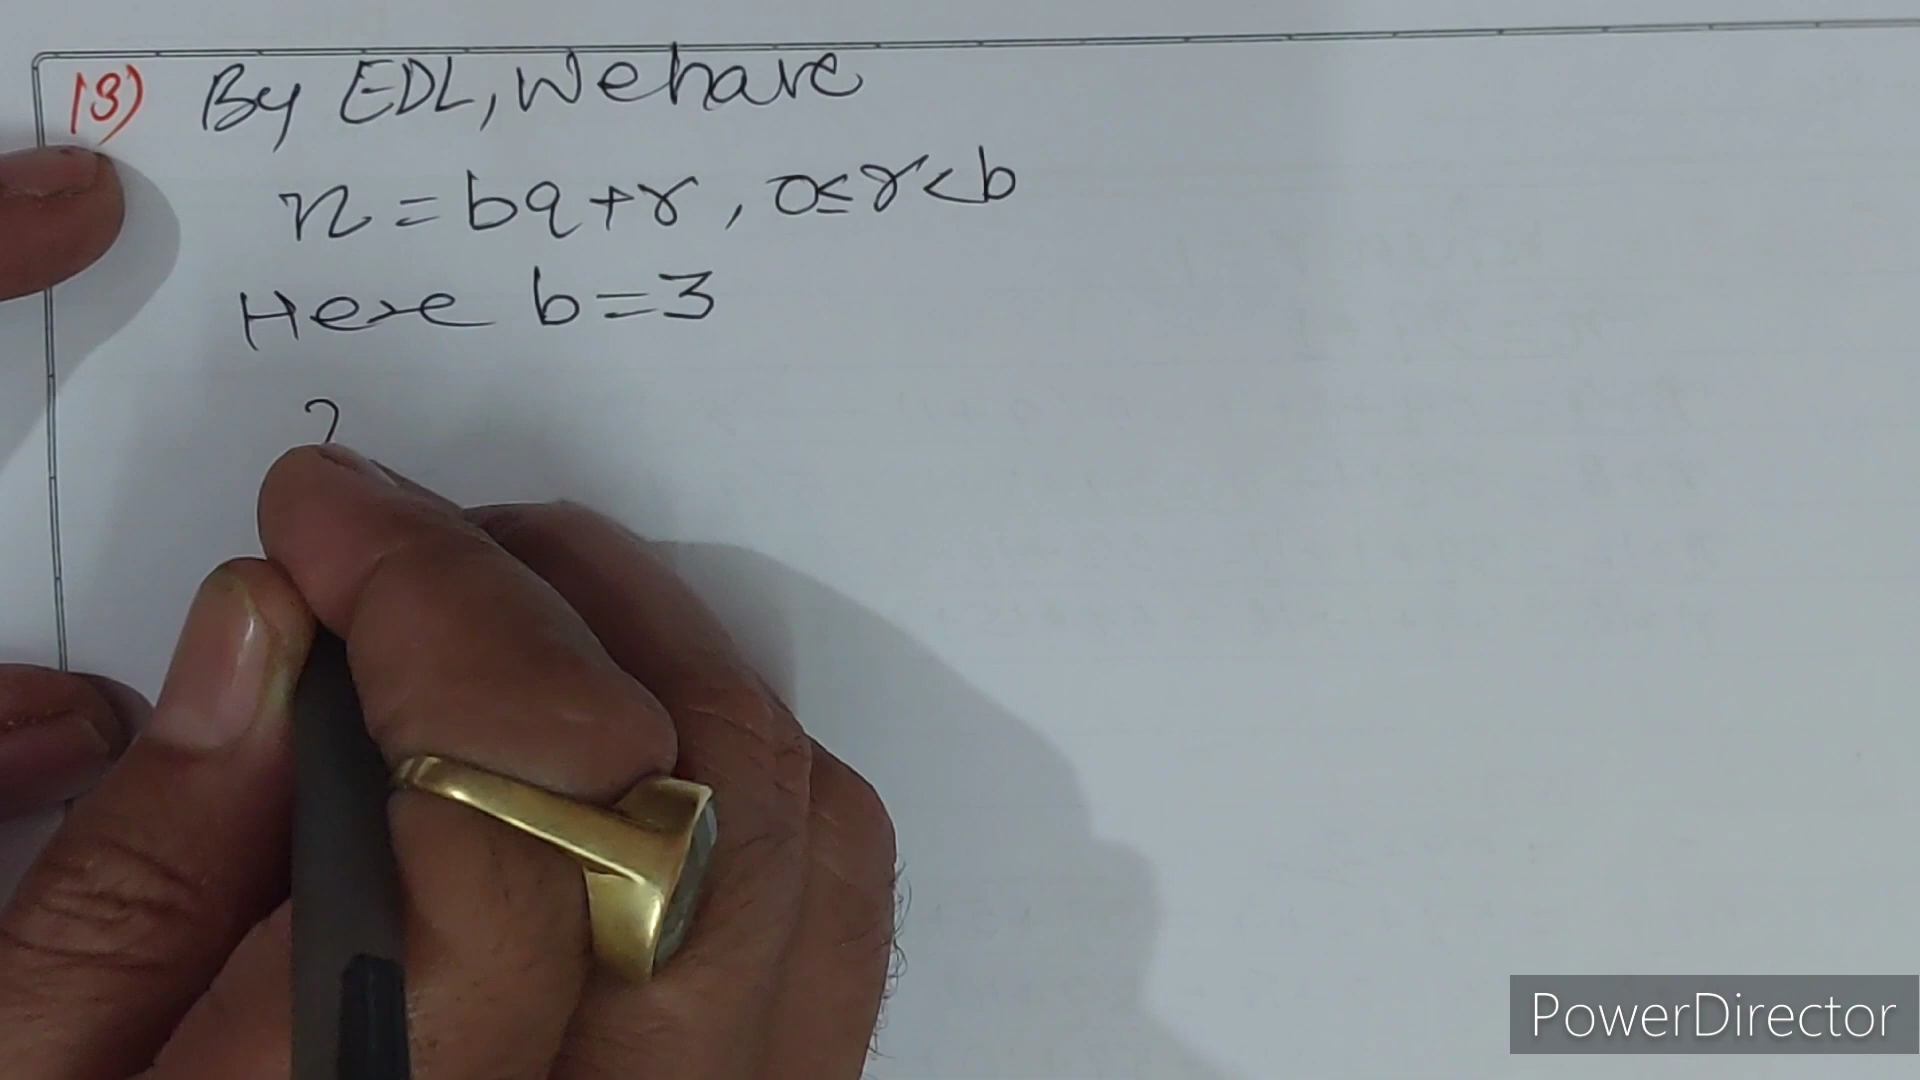 13) By EDL, We have
n = bq + r, 0 ≤ r < b
Here b = 3
PowerDirector